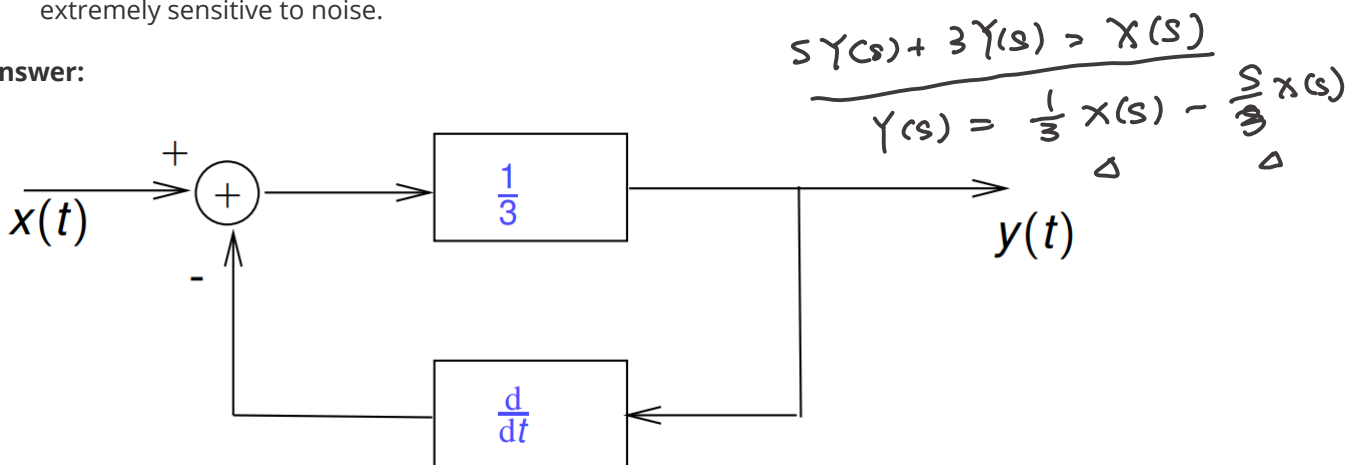 extremely sensitive to noise.
nswer:
sY(s) + 3Y(s) = X(s)
Y(s) = 1/3 X(s) - s/3 X(s)
+
x(t)
+
1/3
y(t)
-
d/dt